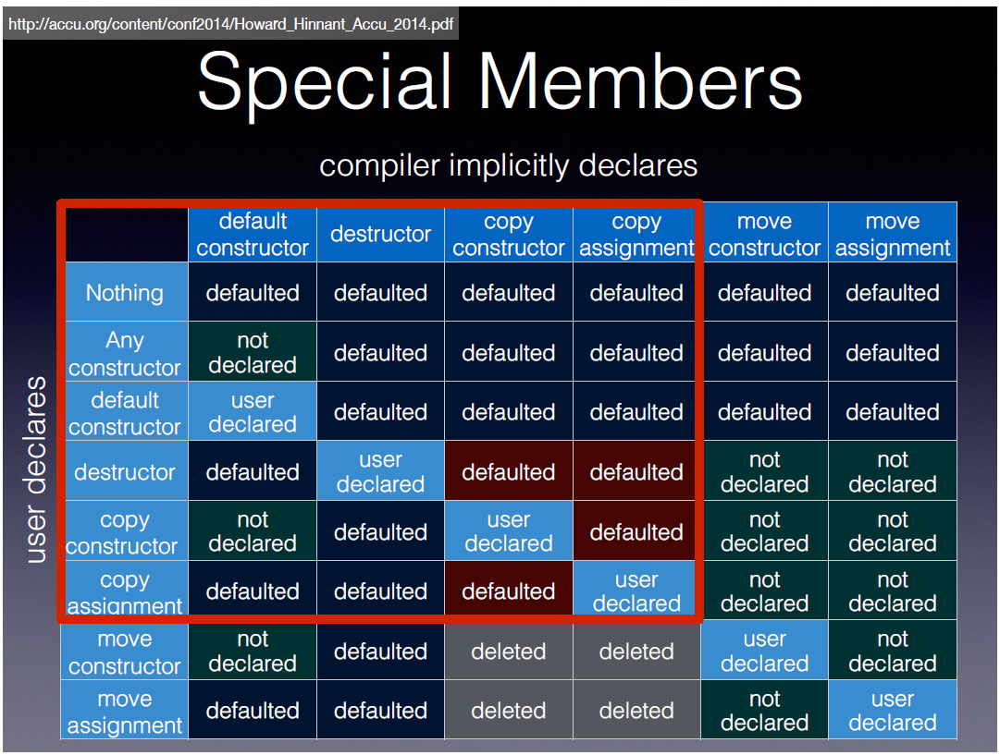 http://accu.org/content/conf2014/Howard_Hinnant_Accu_2014.pdf
Special Members
compiler implicitly declares
user declares
default constructor destructor copy constructor copy assignment move constructor move assignment
Nothing defaulted defaulted defaulted defaulted defaulted defaulted
Any constructor not declared defaulted defaulted defaulted defaulted defaulted
default constructor user declared defaulted defaulted defaulted defaulted defaulted
destructor defaulted user declared defaulted defaulted not declared not declared
copy constructor not declared defaulted user declared defaulted not declared not declared
copy assignment defaulted defaulted defaulted user declared not declared not declared
move constructor not declared defaulted deleted deleted user declared not declared
move assignment defaulted defaulted deleted deleted not declared user declared